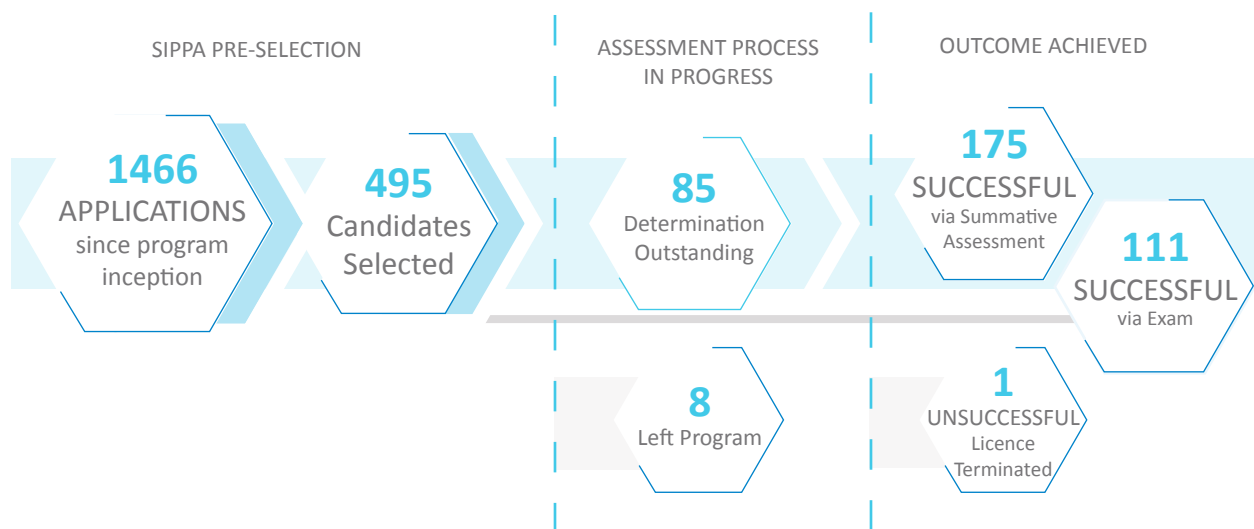 SIPPA PRE-SELECTION
ASSESSMENT PROCESS
IN PROGRESS
OUTCOME ACHIEVED
1466
APPLICATIONS
since program
inception
495
Candidates
Selected
85
Determination
Outstanding
175
SUCCESSFUL
via Summative
Assessment
111
SUCCESSFUL
via Exam
8
Left Program
1
UNSUCCESSFUL
Licence
Terminated